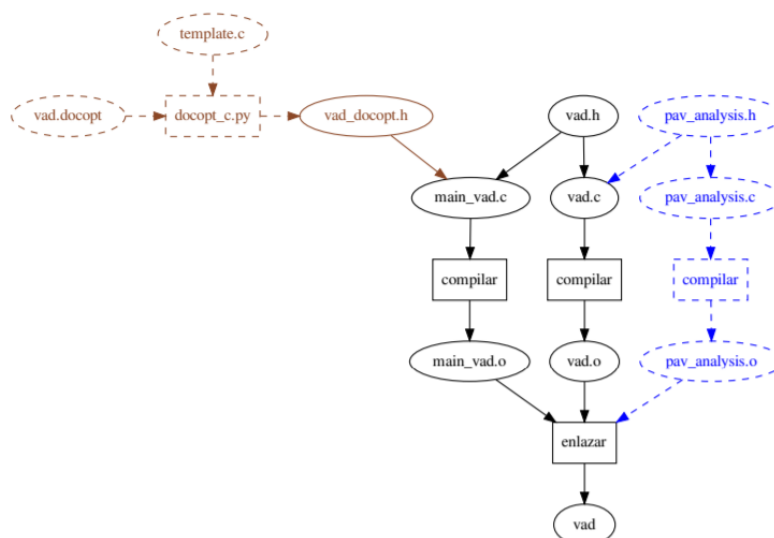 template.c
vad.docopt
docopt_c.py
vad_docopt.h
vad.h
pav_analysis.h
main_vad.c
vad.c
pav_analysis.c
compilar
compilar
compilar
main_vad.o
vad.o
pav_analysis.o
enlazar
vad